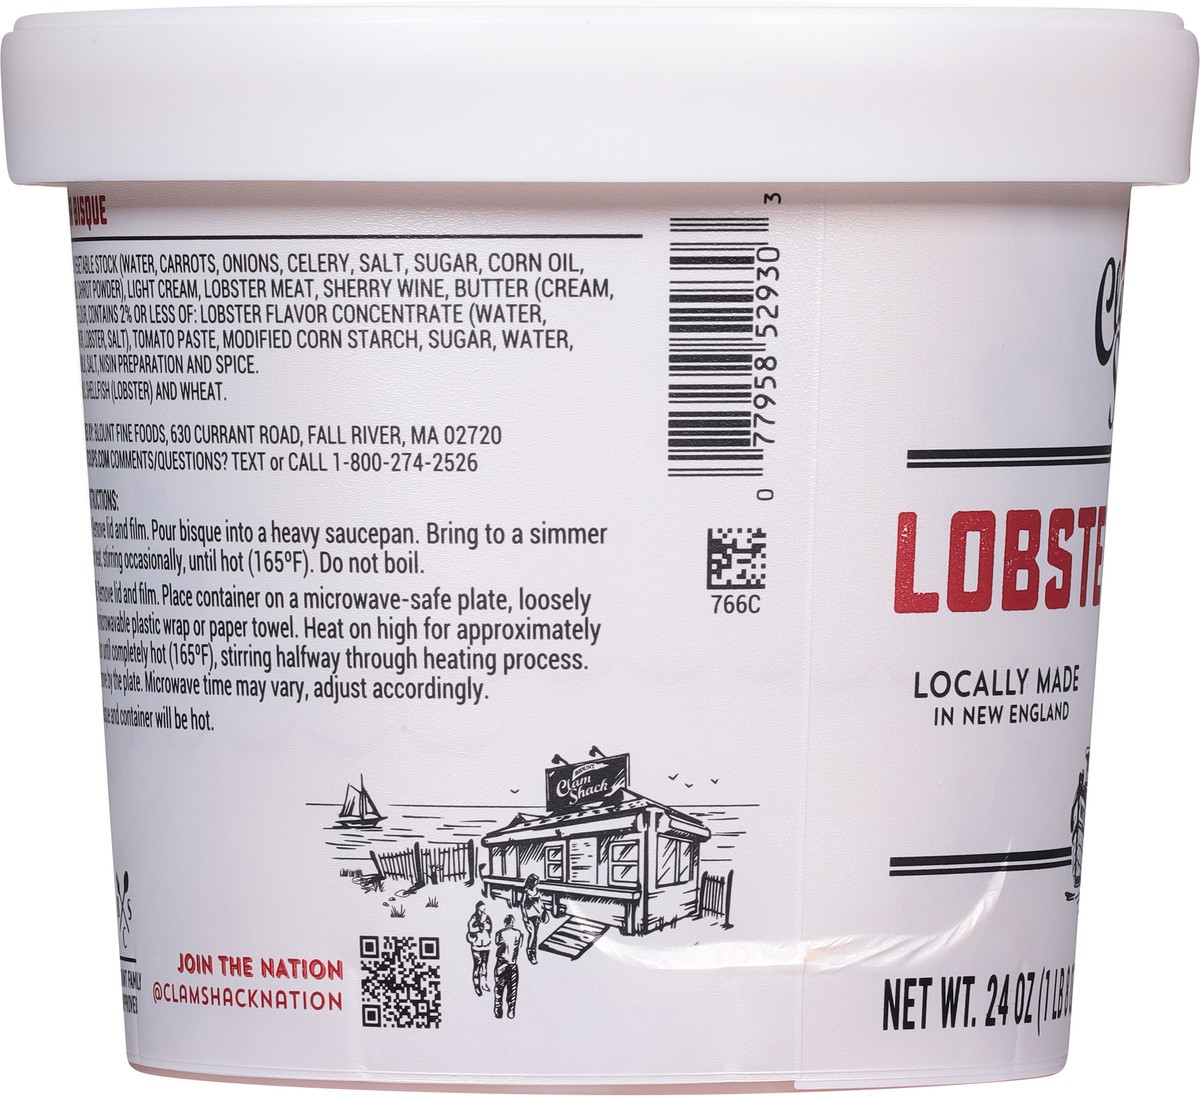 BISQUE
STOCK (WATER, CARROTS, ONIONS, CELERY, SALT, SUGAR, CORN OIL,
POWDER), LIGHT CREAM, LOBSTER MEAT, SHERRY WINE, BUTTER (CREAM,
CONTAINS 2% OR LESS OF: LOBSTER FLAVOR CONCENTRATE (WATER,
LOBSTER, SALT), TOMATO PASTE, MODIFIED CORN STARCH, SUGAR, WATER,
SALT, NISIN PREPARATION AND SPICE.
SHELLFISH (LOBSTER) AND WHEAT.
BLOUNT FINE FOODS, 630 CURRANT ROAD, FALL RIVER, MA 02720
COMMENTS/QUESTIONS? TEXT or CALL 1-800-274-2526
lid and film. Pour bisque into a heavy saucepan. Bring to a simmer
stirring occasionally, until hot (165ºF). Do not boil.
lid and film. Place container on a microwave-safe plate, loosely
plastic wrap or paper towel. Heat on high for approximately
until completely hot (165ºF), stirring halfway through heating process.
by the plate. Microwave time may vary, adjust accordingly.
and container will be hot.
0 77958 52930 3
766C
BLOUNT
Clam
Shack
JOIN THE NATION
@CLAMSHACKNATION
FAMILY
LOBSTE
LOCALLY MADE
IN NEW ENGLAND
NET WT. 24 OZ (1 LB